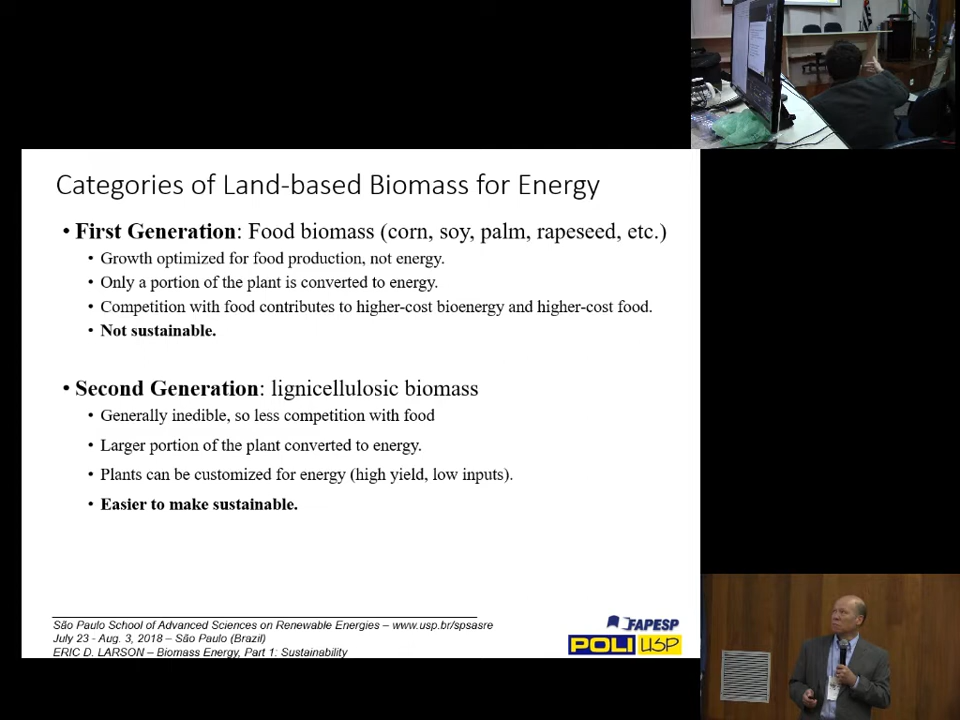 Categories of Land-based Biomass for Energy
• First Generation: Food biomass (corn, soy, palm, rapeseed, etc.)
• Growth optimized for food production, not energy.
• Only a portion of the plant is converted to energy.
• Competition with food contributes to higher-cost bioenergy and higher-cost food.
• Not sustainable.
• Second Generation: lignicellulosic biomass
• Generally inedible, so less competition with food
• Larger portion of the plant converted to energy.
• Plants can be customized for energy (high yield, low inputs).
• Easier to make sustainable.
São Paulo School of Advanced Sciences on Renewable Energies – www.usp.br/spsasre
July 23 - Aug. 3, 2018 – São Paulo (Brazil)
ERIC D. LARSON – Biomass Energy, Part 1: Sustainability
FAPESP
POLI USP